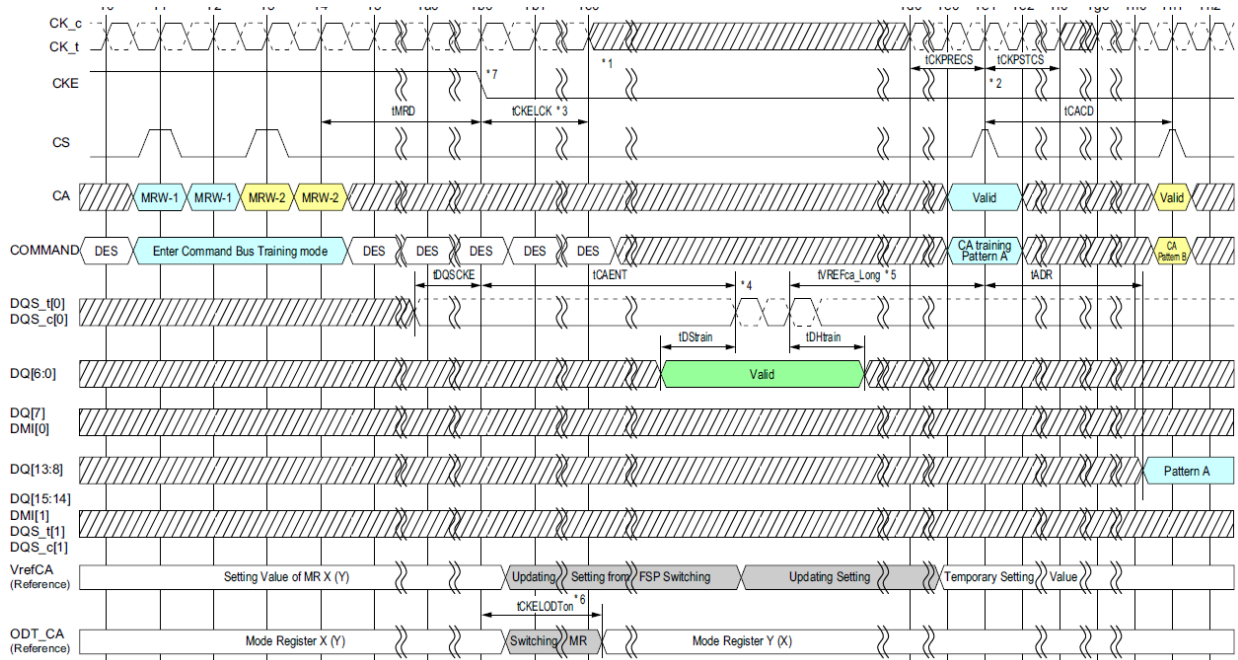 CK_c
CK_t
*1
tCKPRECS tCKPSTCS
CKE
*7
*2
tMRD tCKELCK *3 tCACD
CS
CA MRW-1 MRW-1 MRW-2 MRW-2 Valid Valid
COMMAND DES Enter Command Bus Training mode DES DES DES DES DES CA training Pattern A CA Pattern B
tDQSCKE tCAENT *4 tVREFca_Long *5 tADR
DQS_t[0]
DQS_c[0]
tDStrain tDHtrain
DQ[6:0] Valid
DQ[7]
DMI[0]
DQ[13:8] Pattern A
DQ[15:14]
DMI[1]
DQS_t[1]
DQS_c[1]
VrefCA
(Reference)
Setting Value of MR X (Y) Updating Setting from FSP Switching Updating Setting Temporary Setting Value
tCKELODTon *6
ODT_CA
(Reference)
Mode Register X (Y) Switching MR Mode Register Y (X)